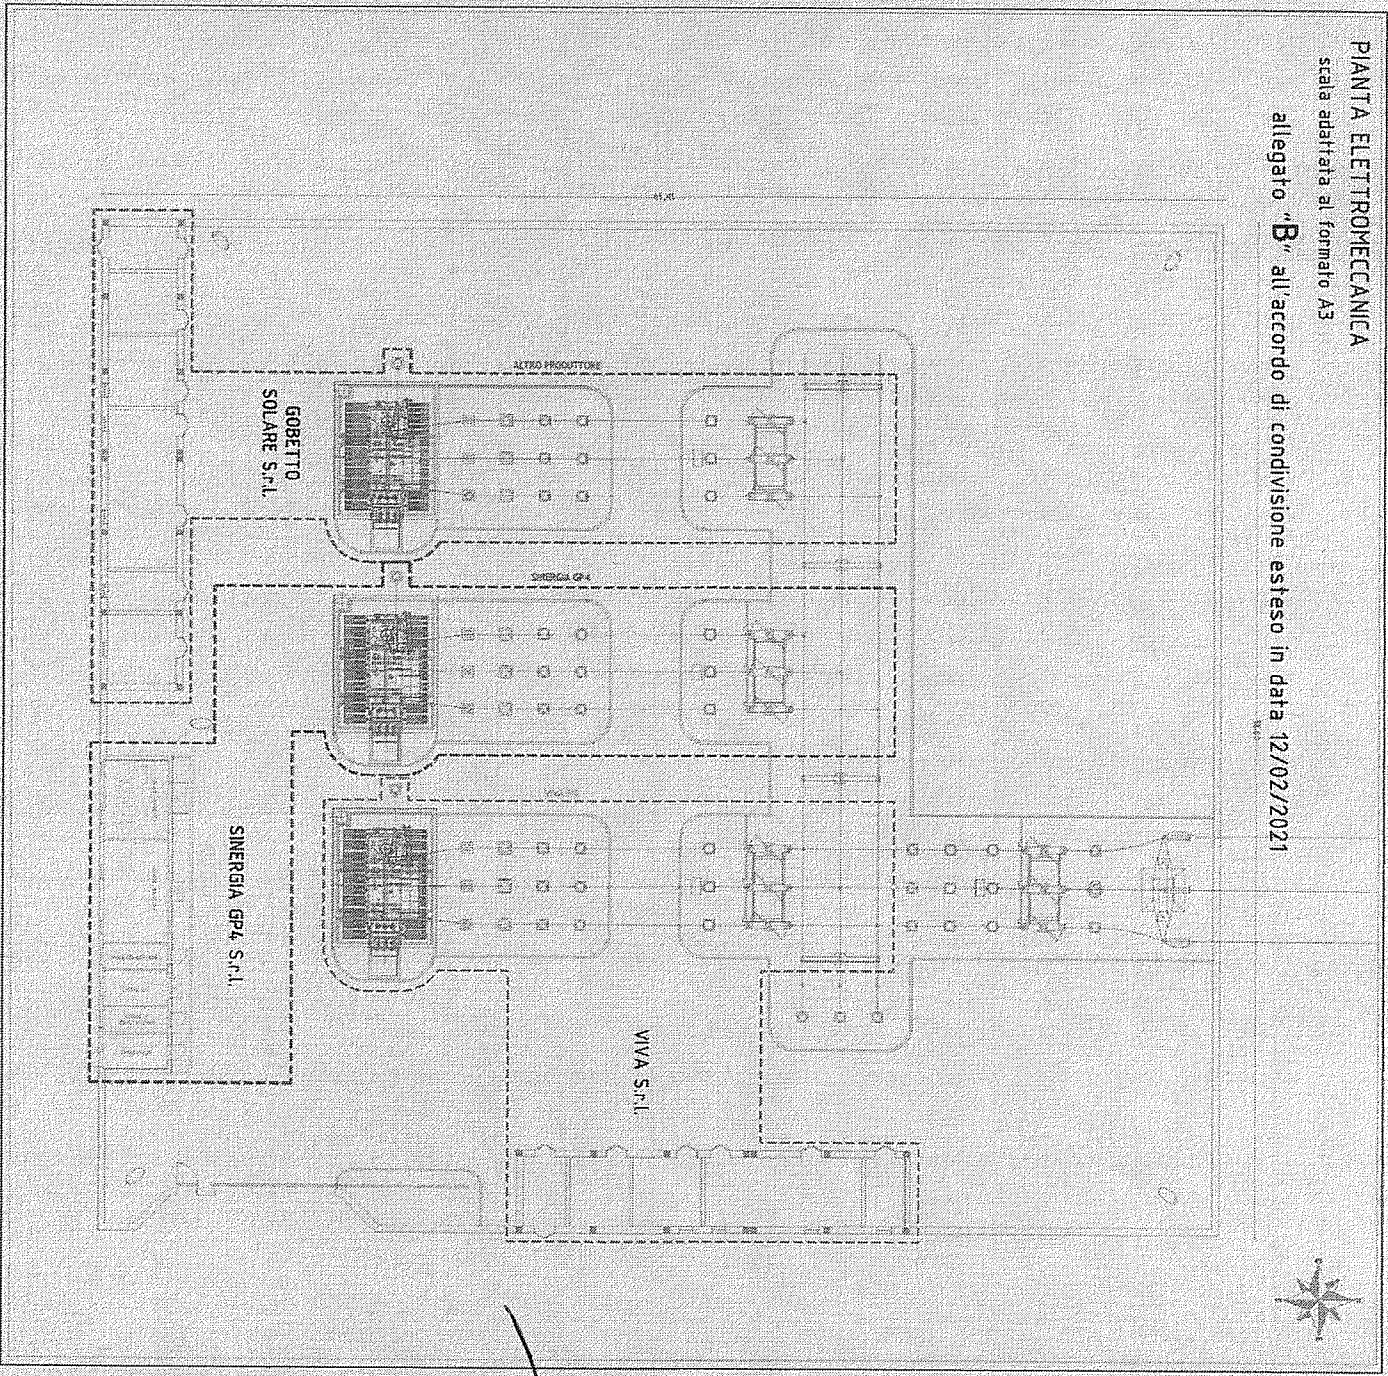 PIANTA ELETTROMECCANICA
scala adattata al formato A3
allegato "B" all'accordo di condivisione esteso in data 12/02/2021
ALTRO PRODUTTORE
GOBETTO
SOLARE S.r.l.
SINERGIA GP4
SINERGIA GP4 S.r.l.
VIVA S.r.l.